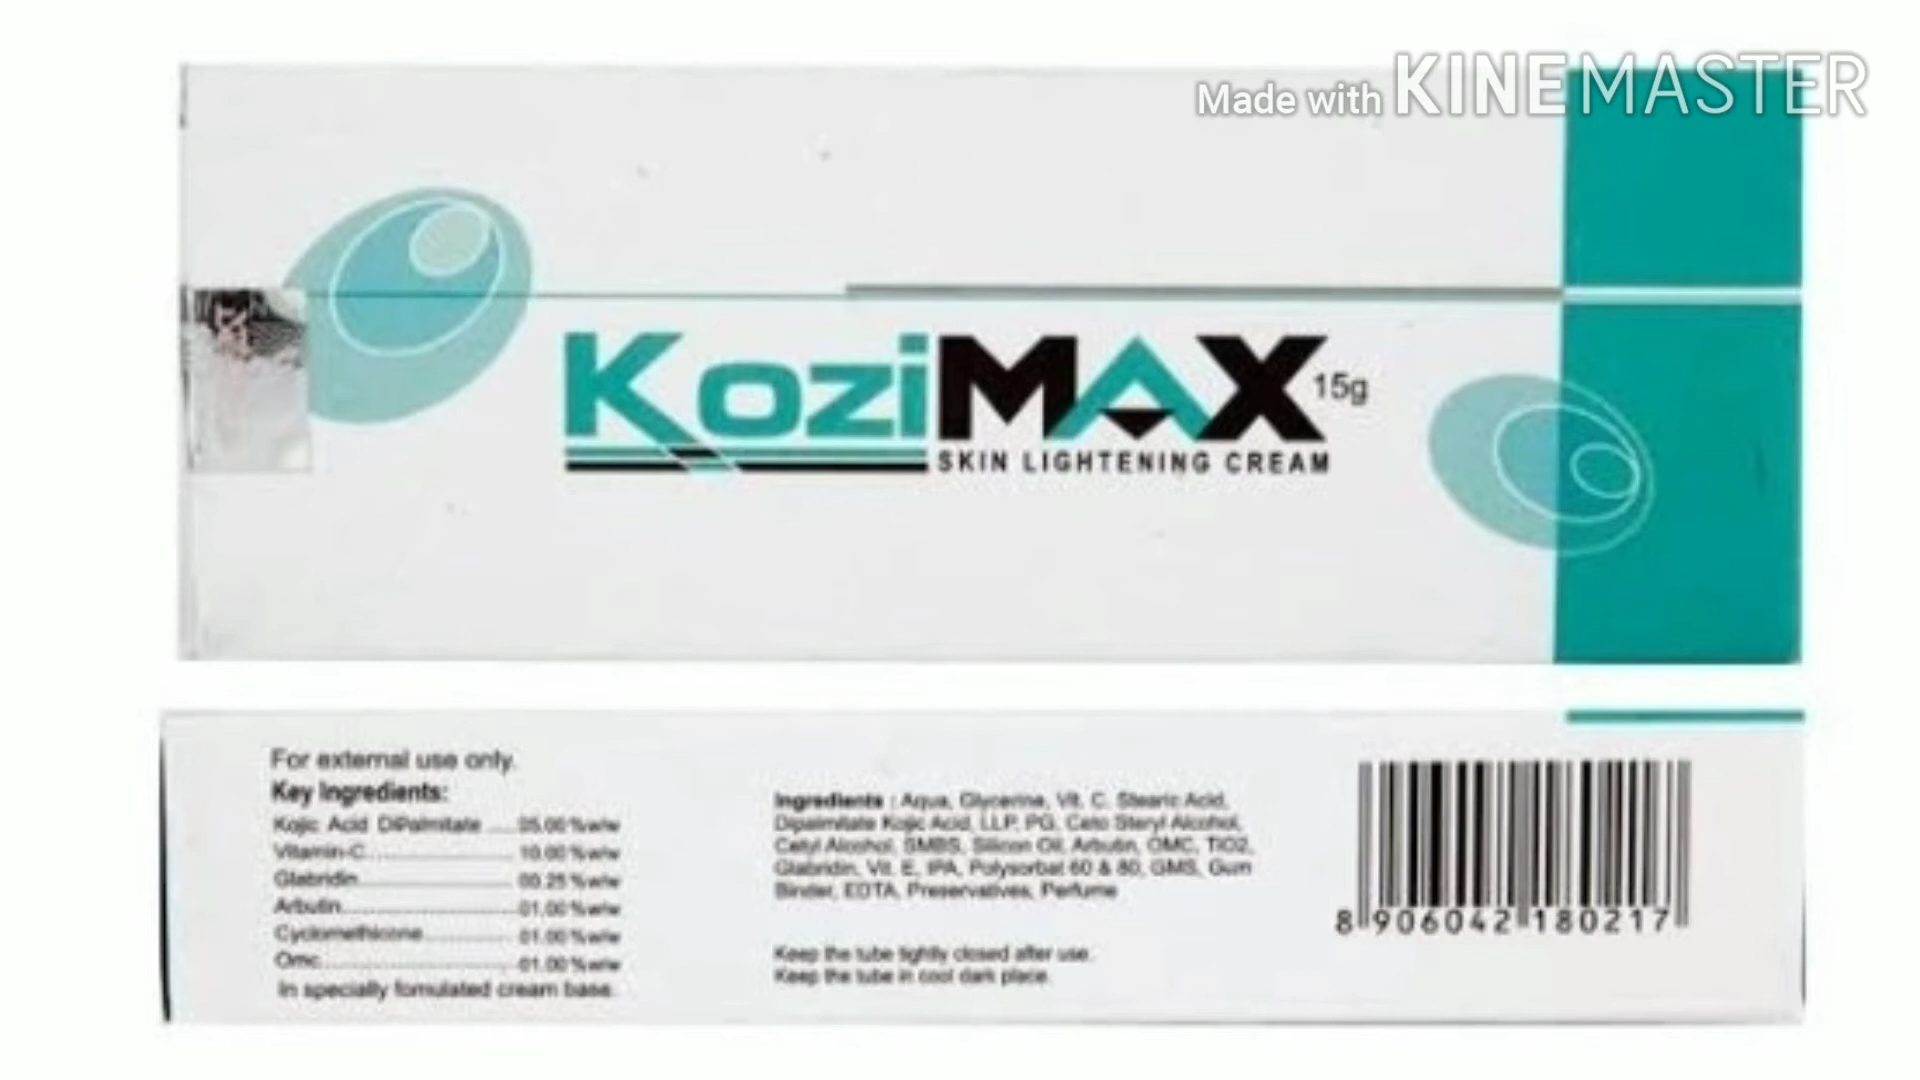 Made with KINEMASTER
KoziMAX 15g
SKIN LIGHTENING CREAM
For external use only.
Key Ingredients:
Kojic Acid DiPalmitate ..... 05.00%w/w
Vitamin-C..................... 10.00%w/w
Glabridin...................... 00.25%w/w
Arbutin........................ 01.00%w/w
Cyclomethicone............ 01.00%w/w
Omc........................... 01.00%w/w
In specially fomulated cream base.
Ingredients : Aqua, Glycerine, Vit. C, Stearic Acid,
Dipalmitate Kojic Acid, LLP, PG, Ceto Steryl Alcohol,
Cetyl Alcohol, SMBS, Silicon Oil, Arbutin, OMC, TIO2,
Glabridin, Vit. E, IPA, Polysorbat 60 & 80, GMS, Gum
Binder, EDTA, Preservatives, Perfume
Keep the tube tightly closed after use.
Keep the tube in cool dark place.
8 906042 180217